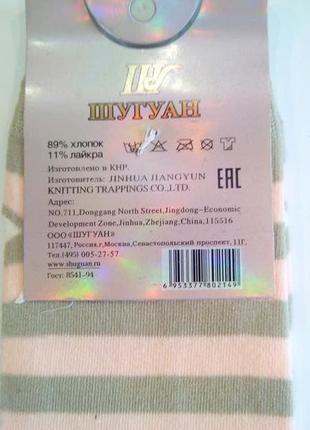 ШУГУАН
89% хлопок
11% лайкра
Изготовлено в КНР.
Изготовитель: JINHUA JIANGYUN
KNITTING TRAPPINGS CO.,LTD.
Адрес:
NO.711,Donggang North Street,Jingdong-Economic
Development Zone,Jinhua,Zhejiang,China,115516
ООО «ШУГУАН»
117447, Россия,г,Москва,Севастопольский проспект, 11Г,
Тел.(495) 005-27-57
www.shuguan.ru
Гост: 8541-94
EAC
6953377802149